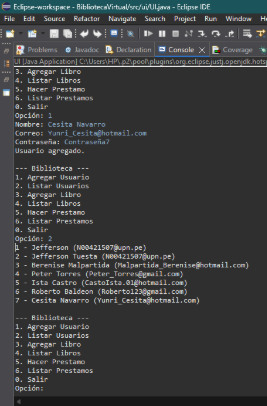 Eclipse-workspace - BibliotecaVirtual/src/ui/UI.java - Eclipse IDE
File Edit Source Refactor Navigate Search Project Run Window Help
Problems Javadoc Declaration Console Coverage
UI [Java Application] C:\Users\HP\.p2\pool\plugins\org.eclipse.justj.openjdk.hots
3. Agregar Libro
4. Listar Libros
5. Hacer Prestamo
6. Listar Prestamos
0. Salir
Opción: 1
Nombre: Cesita Navarro
Correo: Yunri_Cesita@hotmail.com
Contraseña: Contraseña7
Usuario agregado.
--- Biblioteca ---
1. Agregar Usuario
2. Listar Usuarios
3. Agregar Libro
4. Listar Libros
5. Hacer Prestamo
6. Listar Prestamos
0. Salir
Opción: 2
1 - Jefferson (N00421507@upn.pe)
2 - Jefferson Tuesta (N00421507@upn.pe)
3 - Berenise Malpartida (Malpartida_Berenise@hotmail.com)
4 - Peter Torres (Peter_Torres@gmail.com)
5 - Ista Castro (CastoIsta.01@hotmail.com)
6 - Roberto Baldeon (Roberto123@gmail.com)
7 - Cesita Navarro (Yunri_Cesita@hotmail.com)
--- Biblioteca ---
1. Agregar Usuario
2. Listar Usuarios
3. Agregar Libro
4. Listar Libros
5. Hacer Prestamo
6. Listar Prestamos
0. Salir
Opción: